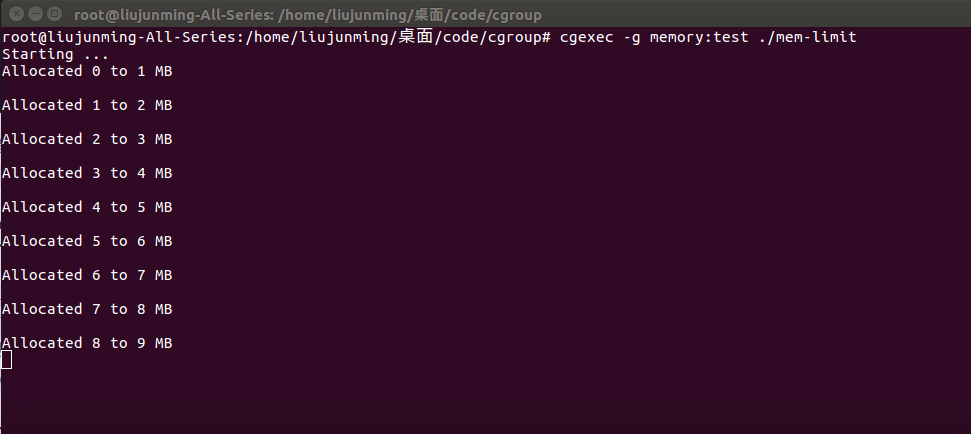 root@liujunming-All-Series: /home/liujunming/桌面/code/cgroup
root@liujunming-All-Series:/home/liujunming/桌面/code/cgroup# cgexec -g memory:test ./mem-limit
Starting ...
Allocated 0 to 1 MB
Allocated 1 to 2 MB
Allocated 2 to 3 MB
Allocated 3 to 4 MB
Allocated 4 to 5 MB
Allocated 5 to 6 MB
Allocated 6 to 7 MB
Allocated 7 to 8 MB
Allocated 8 to 9 MB